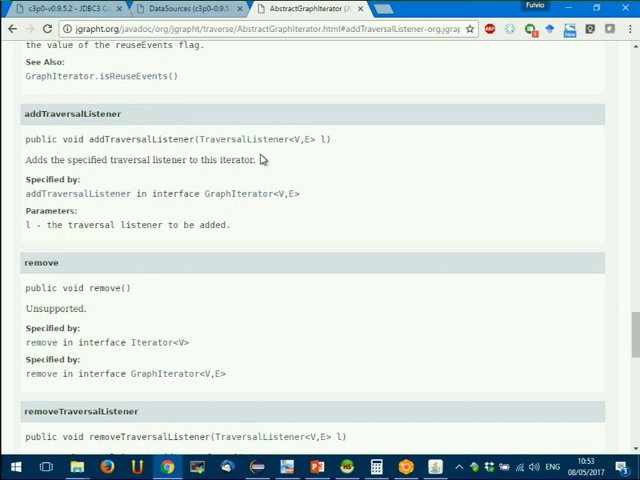 c3p0-v0.9.5.2 - JDBC3 C
DataSources (c3p0-0.9.5
AbstractGraphIterator (J
Fulvio
jgrapht.org/javadoc/org/jgrapht/traverse/AbstractGraphIterator.html#addTraversalListener-org.jgrap
the value of the reuseEvents flag.
See Also:
GraphIterator.isReuseEvents()
addTraversalListener
public void addTraversalListener(TraversalListener<V,E> l)
Adds the specified traversal listener to this iterator.
Specified by:
addTraversalListener in interface GraphIterator<V,E>
Parameters:
l - the traversal listener to be added.
remove
public void remove()
Unsupported.
Specified by:
remove in interface Iterator<V>
Specified by:
remove in interface GraphIterator<V,E>
removeTraversalListener
public void removeTraversalListener(TraversalListener<V,E> l)
ENG
10:53
08/05/2017